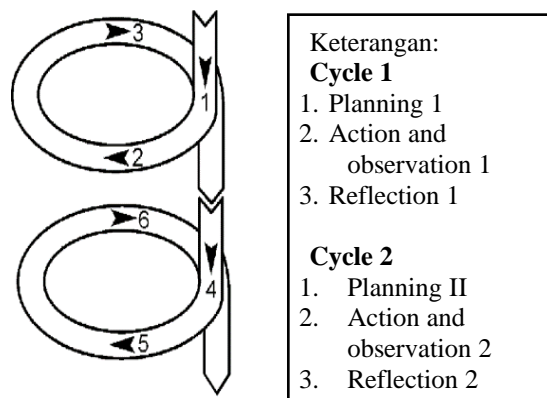 3
1
2
6
4
5
Keterangan:
Cycle 1
1. Planning 1
2. Action and
observation 1
3. Reflection 1
Cycle 2
1. Planning II
2. Action and
observation 2
3. Reflection 2